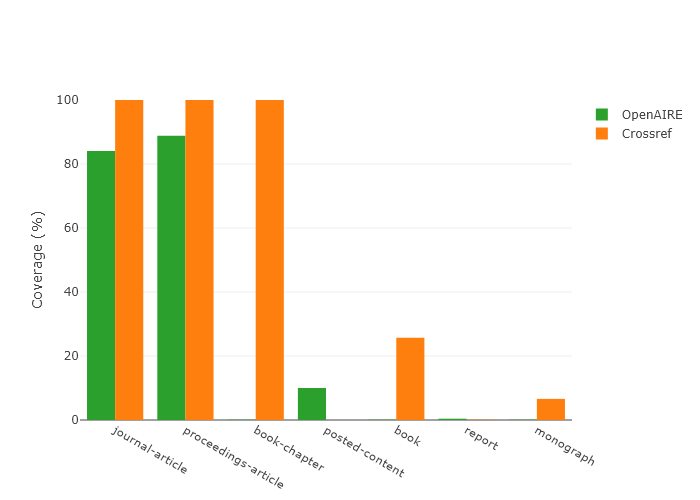 OpenAIRE
Crossref
Coverage (%)
100
80
60
40
20
0
journal-article
proceedings-article
book-chapter
posted-content
book
report
monograph